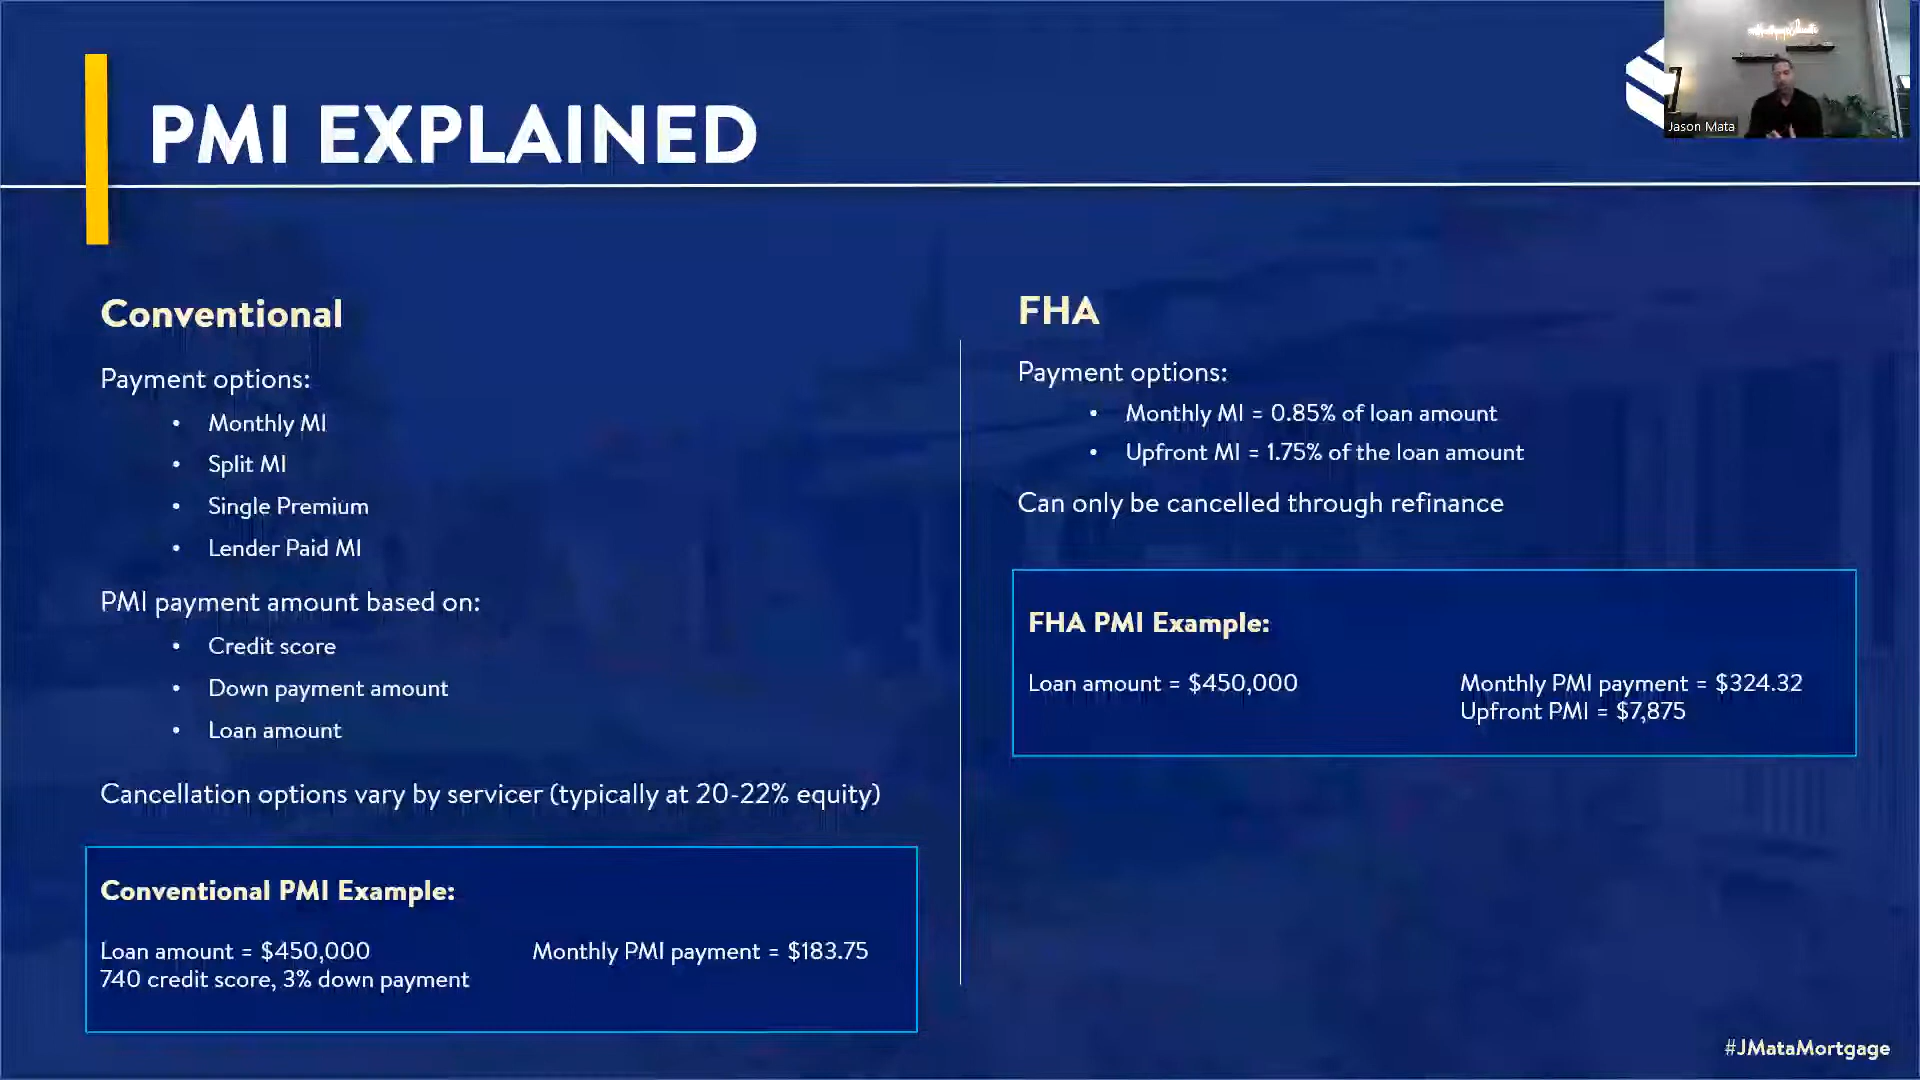 PMI EXPLAINED
Jason Mata
Conventional
Payment options:
• Monthly MI
• Split MI
• Single Premium
• Lender Paid MI
PMI payment amount based on:
• Credit score
• Down payment amount
• Loan amount
Cancellation options vary by servicer (typically at 20-22% equity)
Conventional PMI Example:
Loan amount = $450,000
740 credit score, 3% down payment
Monthly PMI payment = $183.75
FHA
Payment options:
• Monthly MI = 0.85% of loan amount
• Upfront MI = 1.75% of the loan amount
Can only be cancelled through refinance
FHA PMI Example:
Loan amount = $450,000
Monthly PMI payment = $324.32
Upfront PMI = $7,875
#JMataMortgage